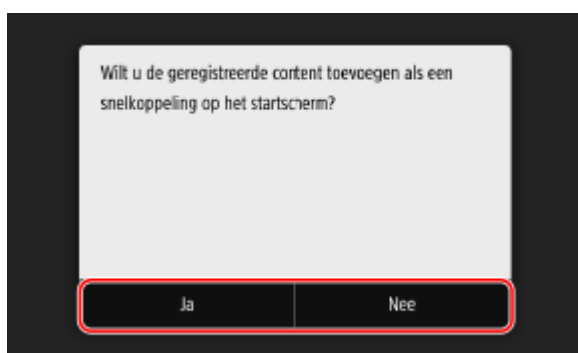 Wilt u de geregistreerde content toevoegen als een
snelkoppeling op het startscherm?
Ja
Nee